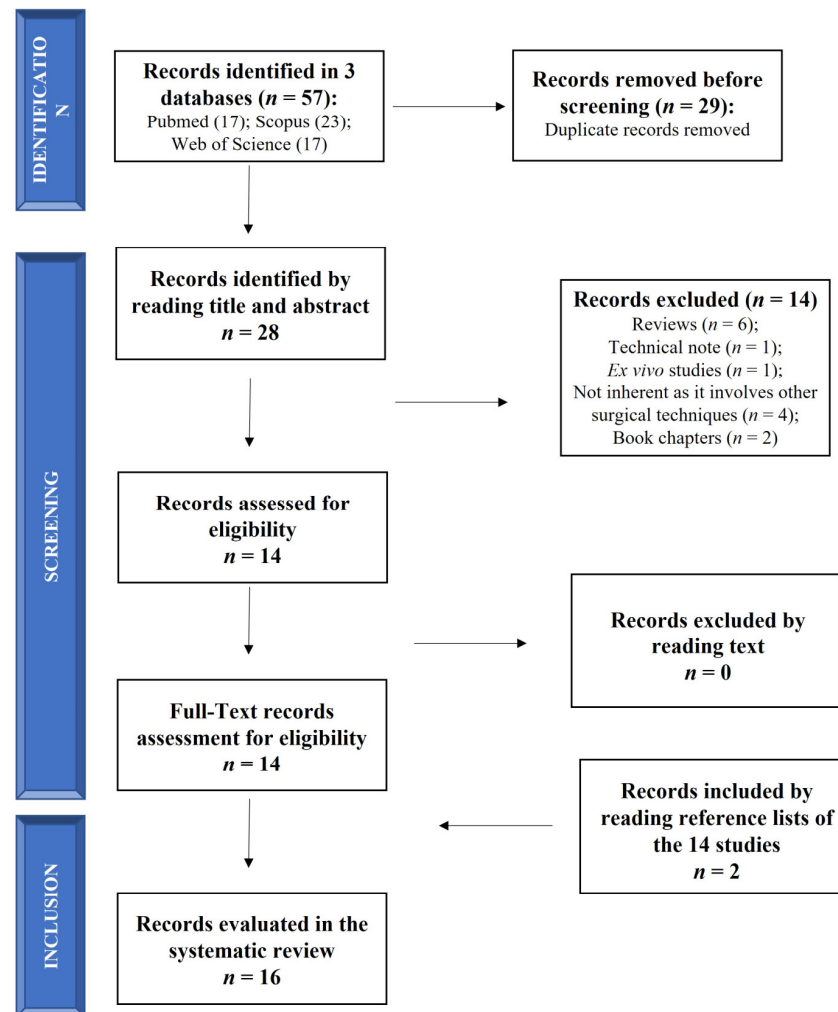 IDENTIFICATIO
N
Records identified in 3
databases (n = 57):
Pubmed (17); Scopus (23);
Web of Science (17)
Records removed before
screening (n = 29):
Duplicate records removed
SCREENING
Records identified by
reading title and abstract
n = 28
Records excluded (n = 14)
Reviews (n = 6);
Technical note (n = 1);
Ex vivo studies (n = 1);
Not inherent as it involves other
surgical techniques (n = 4);
Book chapters (n = 2)
Records assessed for
eligibility
n = 14
Records excluded by
reading text
n = 0
Full-Text records
assessment for eligibility
n = 14
Records included by
reading reference lists of
the 14 studies
n = 2
INCLUSION
Records evaluated in the
systematic review
n = 16